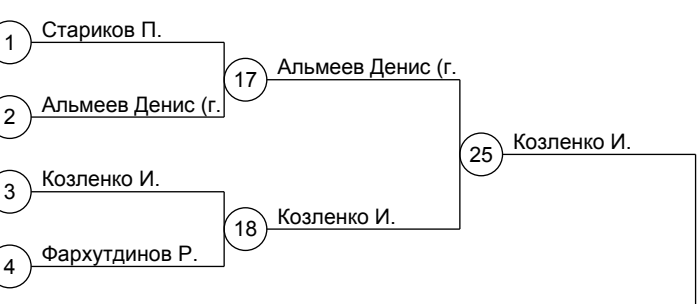 1 Стариков П.
17 Альмеев Денис (г.
2 Альмеев Денис (г.
25 Козленко И.
3 Козленко И.
18 Козленко И.
4 Фархутдинов Р.